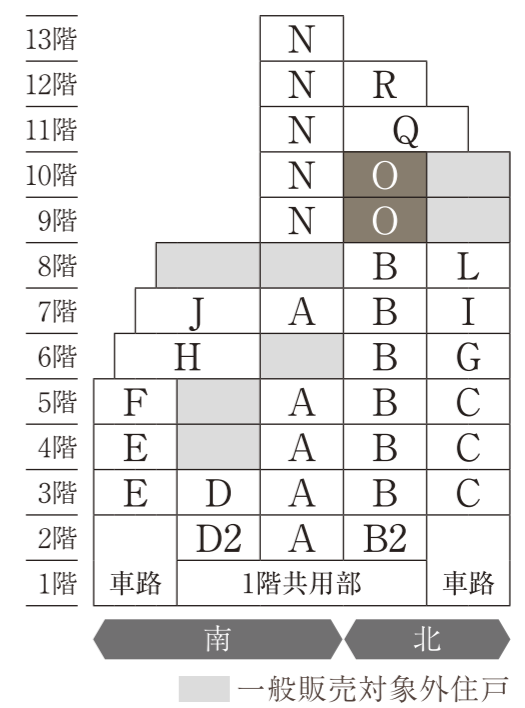 13階 N
12階 N R
11階 N Q
10階 N O
9階 N O
8階 B L
7階 J A B I
6階 H B G
5階 F A B C
4階 E A B C
3階 E D A B C
2階 D2 A B2
1階 車路 1階共用部 車路
南 北
一般販売対象外住戸